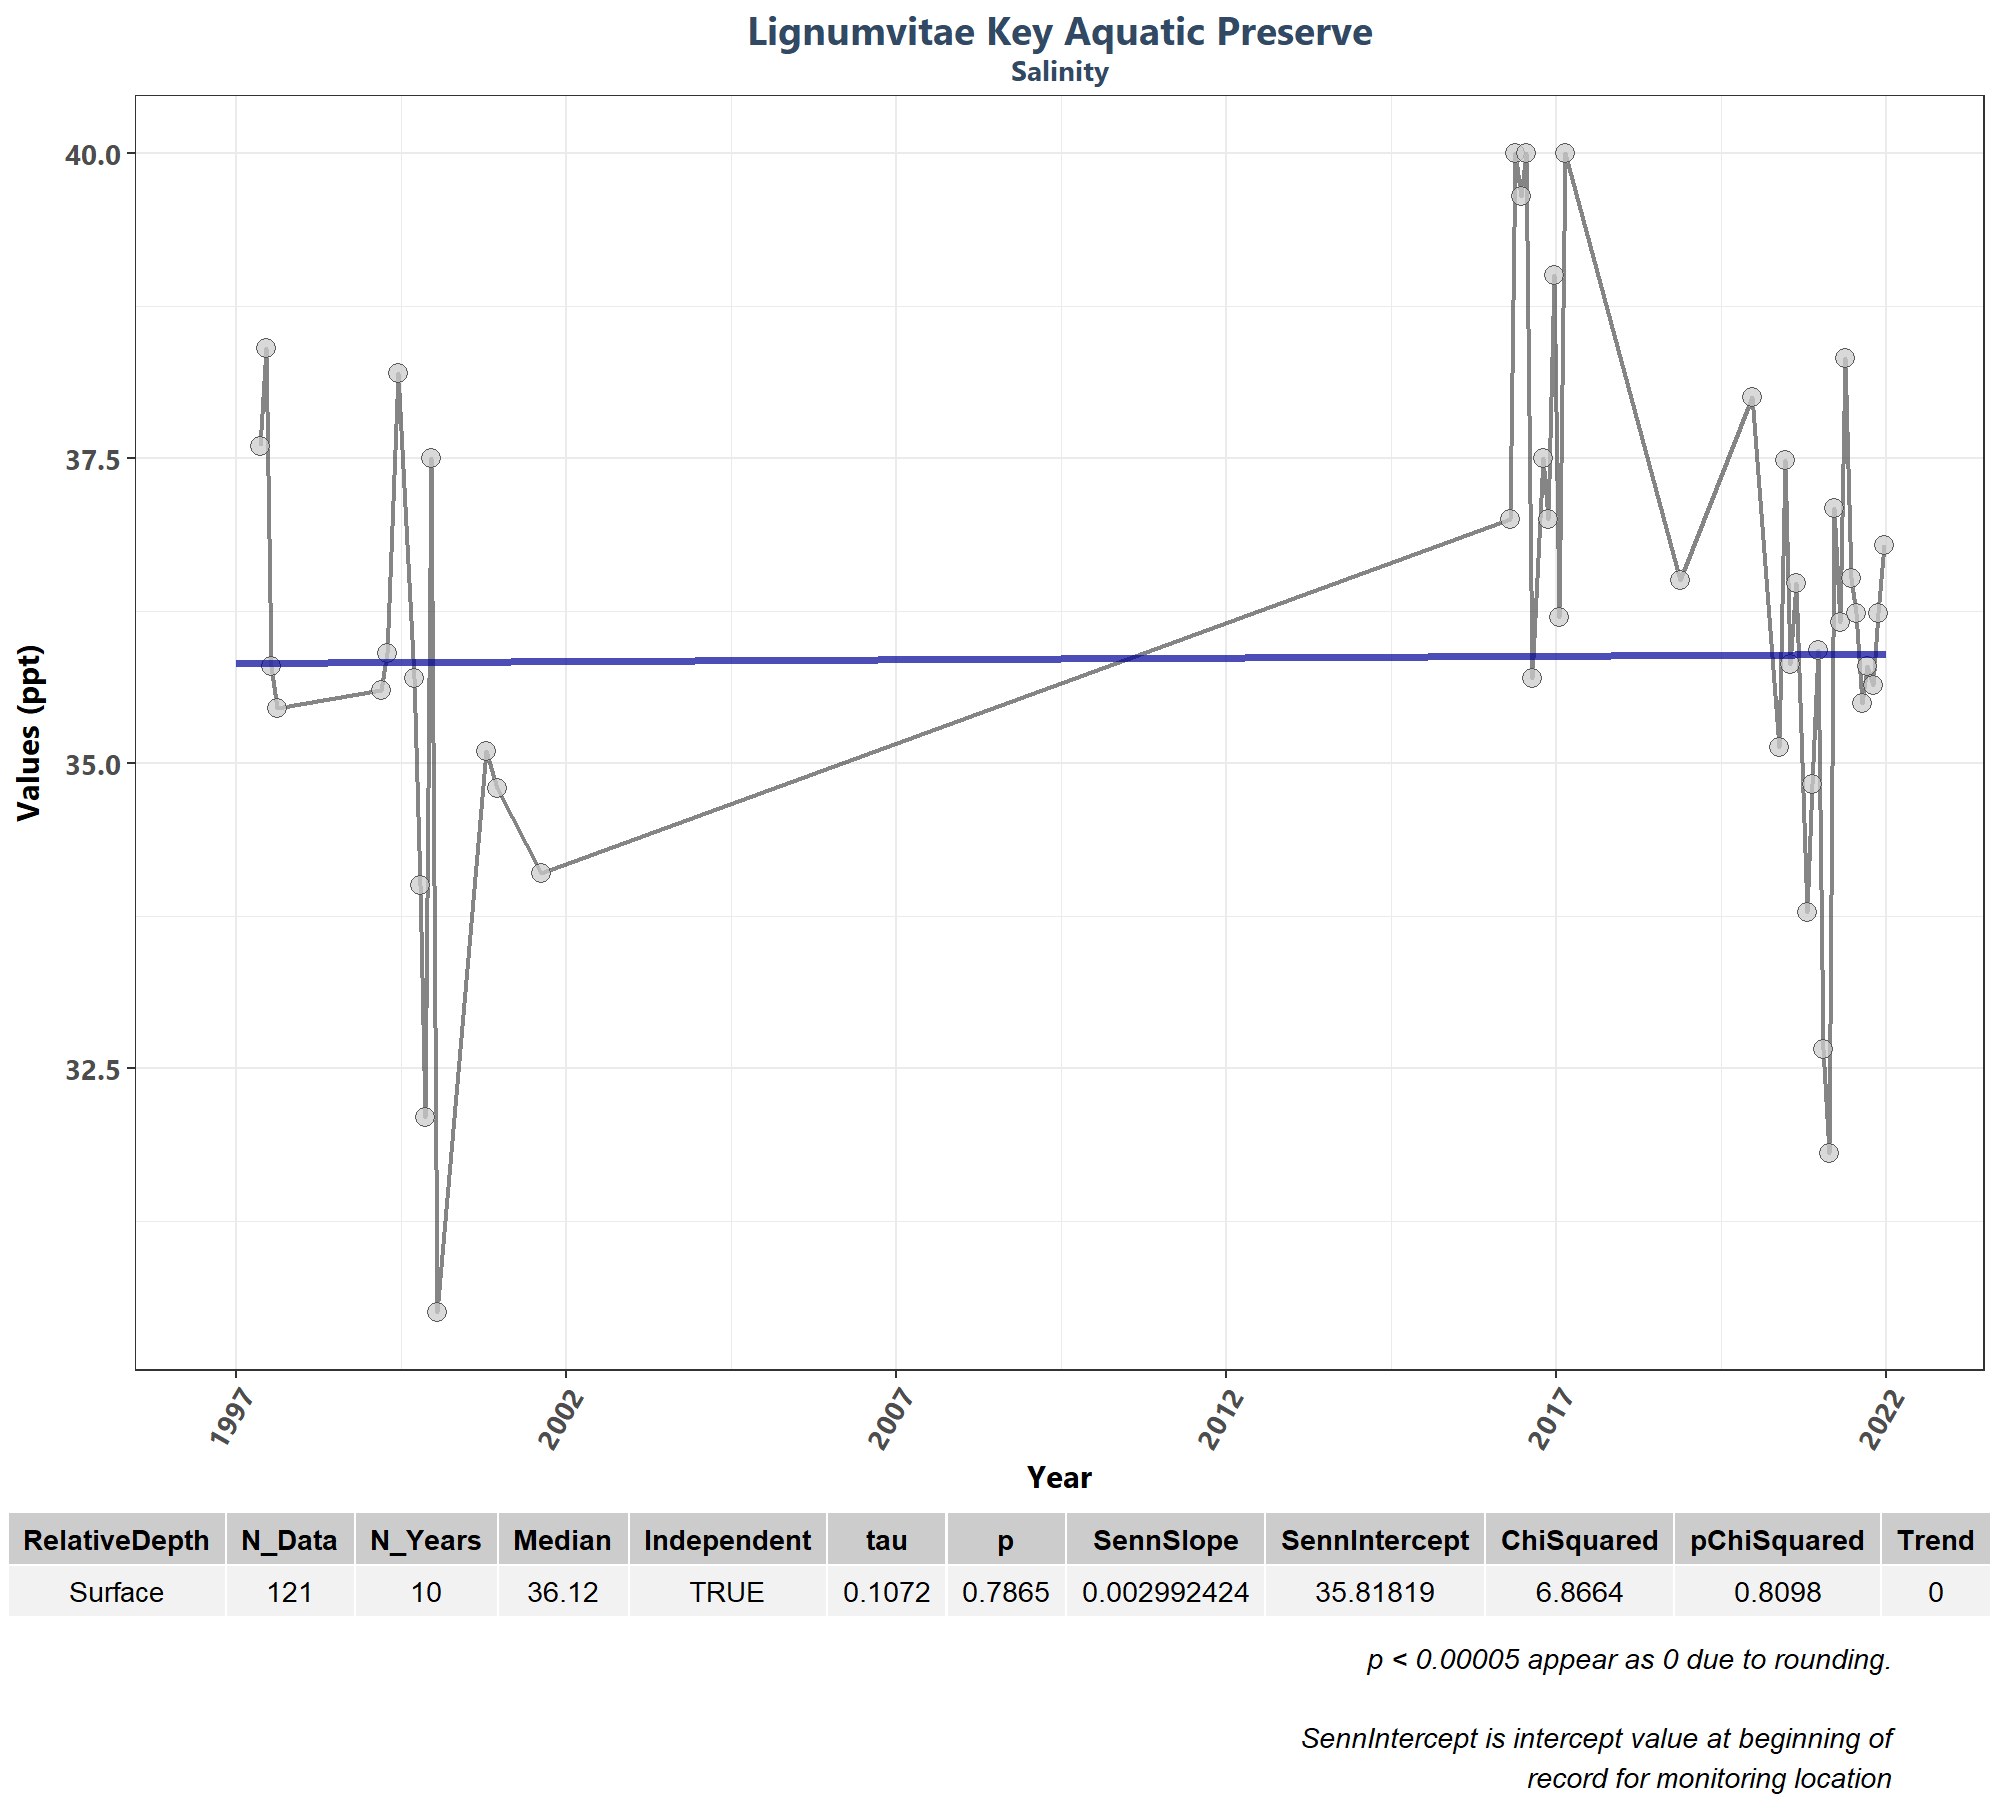 Lignumvitae Key Aquatic Preserve
Salinity
Values (ppt)
40.0
37.5
35.0
32.5
1997 2002 2007 2012 2017 2022
Year
RelativeDepth N_Data N_Years Median Independent tau p SennSlope SennIntercept ChiSquared pChiSquared Trend
Surface 121 10 36.12 TRUE 0.1072 0.7865 0.002992424 35.81819 6.8664 0.8098 0
p < 0.00005 appear as 0 due to rounding.
SennIntercept is intercept value at beginning of
record for monitoring location